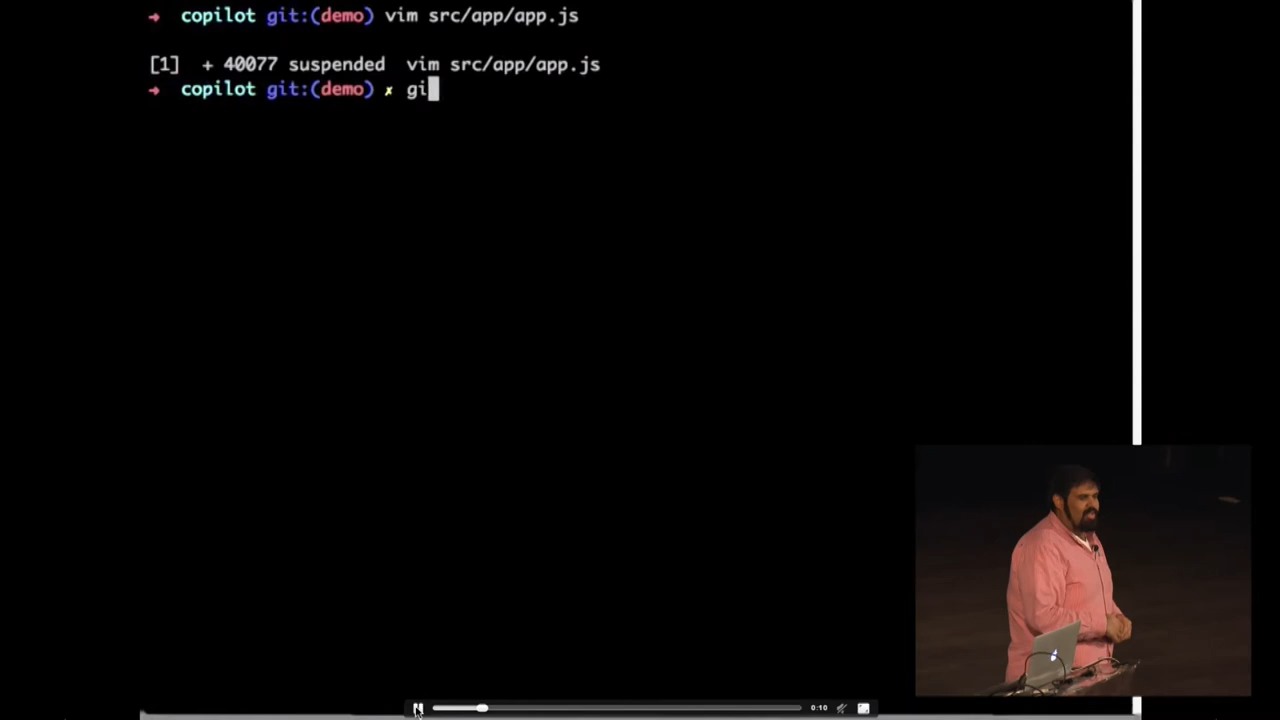 ➜ copilot git:(demo) vim src/app/app.js
[1] + 40077 suspended vim src/app/app.js
➜ copilot git:(demo) ✗ gi
0:10